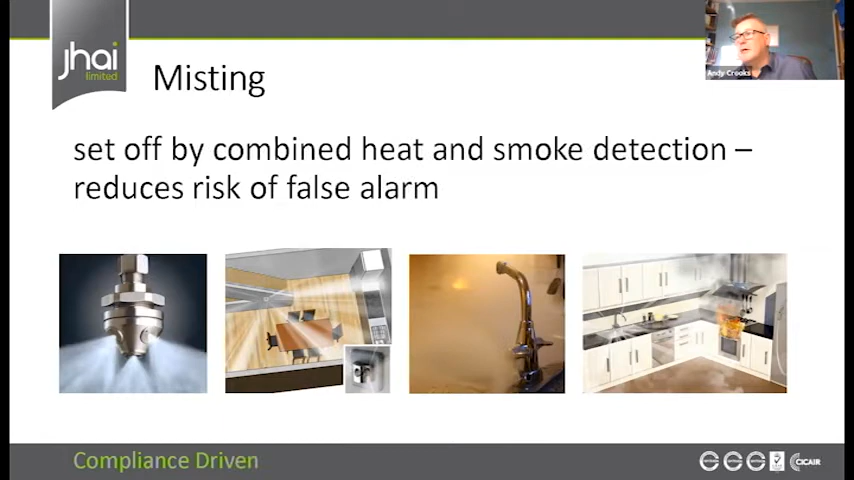 jhai
limited
Andy Crooks
Misting
set off by combined heat and smoke detection –
reduces risk of false alarm
Compliance Driven
CICAIR